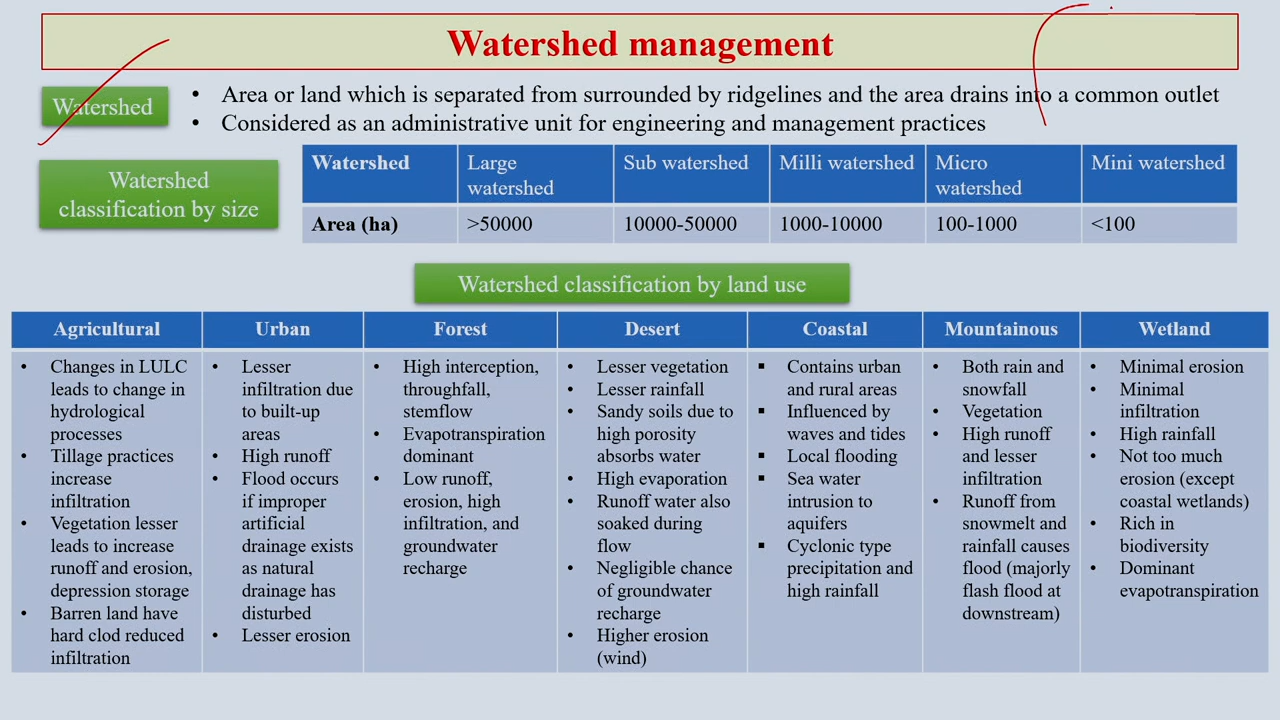 Watershed management
Watershed
• Area or land which is separated from surrounded by ridgelines and the area drains into a common outlet
• Considered as an administrative unit for engineering and management practices
Watershed
classification by size
Watershed
Large
watershed
Sub watershed
Milli watershed
Micro
watershed
Mini watershed
Area (ha)
>50000
10000-50000
1000-10000
100-1000
<100
Watershed classification by land use
Agricultural
• Changes in LULC
leads to change in
hydrological
processes
• Tillage practices
increase
infiltration
• Vegetation lesser
leads to increase
runoff and erosion,
depression storage
• Barren land have
hard clod reduced
infiltration
Urban
• Lesser
infiltration due
to built-up
areas
• High runoff
• Flood occurs
if improper
artificial
drainage exists
as natural
drainage has
disturbed
• Lesser erosion
Forest
• High interception,
throughfall,
stemflow
• Evapotranspiration
dominant
• Low runoff,
erosion, high
infiltration, and
groundwater
recharge
Desert
• Lesser vegetation
• Lesser rainfall
• Sandy soils due to
high porosity
absorbs water
• High evaporation
• Runoff water also
soaked during
flow
• Negligible chance
of groundwater
recharge
• Higher erosion
(wind)
Coastal
▪ Contains urban
and rural areas
▪ Influenced by
waves and tides
▪ Local flooding
▪ Sea water
intrusion to
aquifers
▪ Cyclonic type
precipitation and
high rainfall
Mountainous
• Both rain and
snowfall
• Vegetation
• High runoff
and lesser
infiltration
• Runoff from
snowmelt and
rainfall causes
flood (majorly
flash flood at
downstream)
Wetland
• Minimal erosion
• Minimal
infiltration
• High rainfall
• Not too much
erosion (except
coastal wetlands)
• Rich in
biodiversity
• Dominant
evapotranspiration